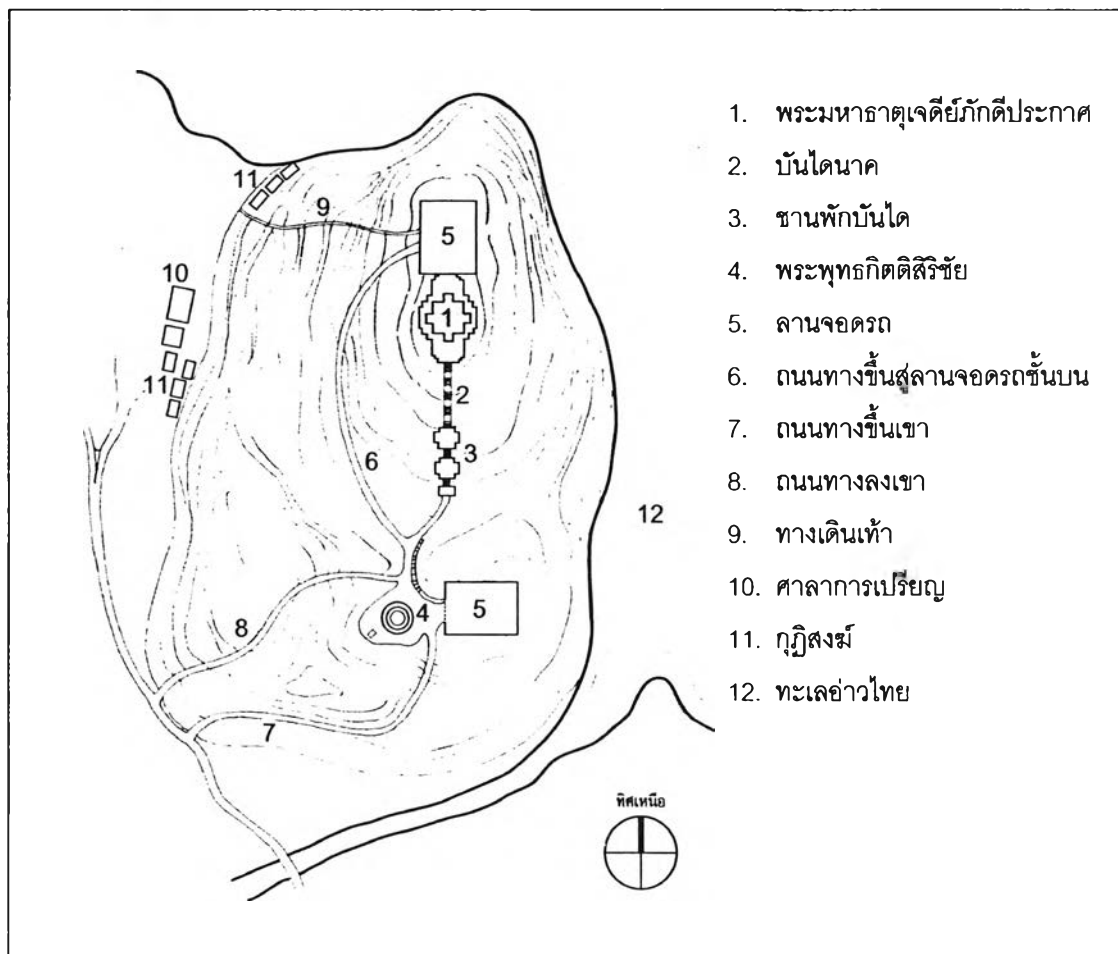 1. พระมหาธาตุเจดีย์ภักดีประกาศ
2. บันไดนาค
3. ชานพักบันได
4. พระพุทธกิตติสิริชัย
5. ลานจอดรถ
6. ถนนทางขึ้นสู่ลานจอดรถชั้นบน
7. ถนนทางขึ้นเขา
8. ถนนทางลงเขา
9. ทางเดินเท้า
10. ศาลาการเปรียญ
11. กุฏิสงฆ์
12. ทะเลอ่าวไทย
11
9
5
10
1
11
2
3
6
12
4
5
8
7
ทิศเหนือ